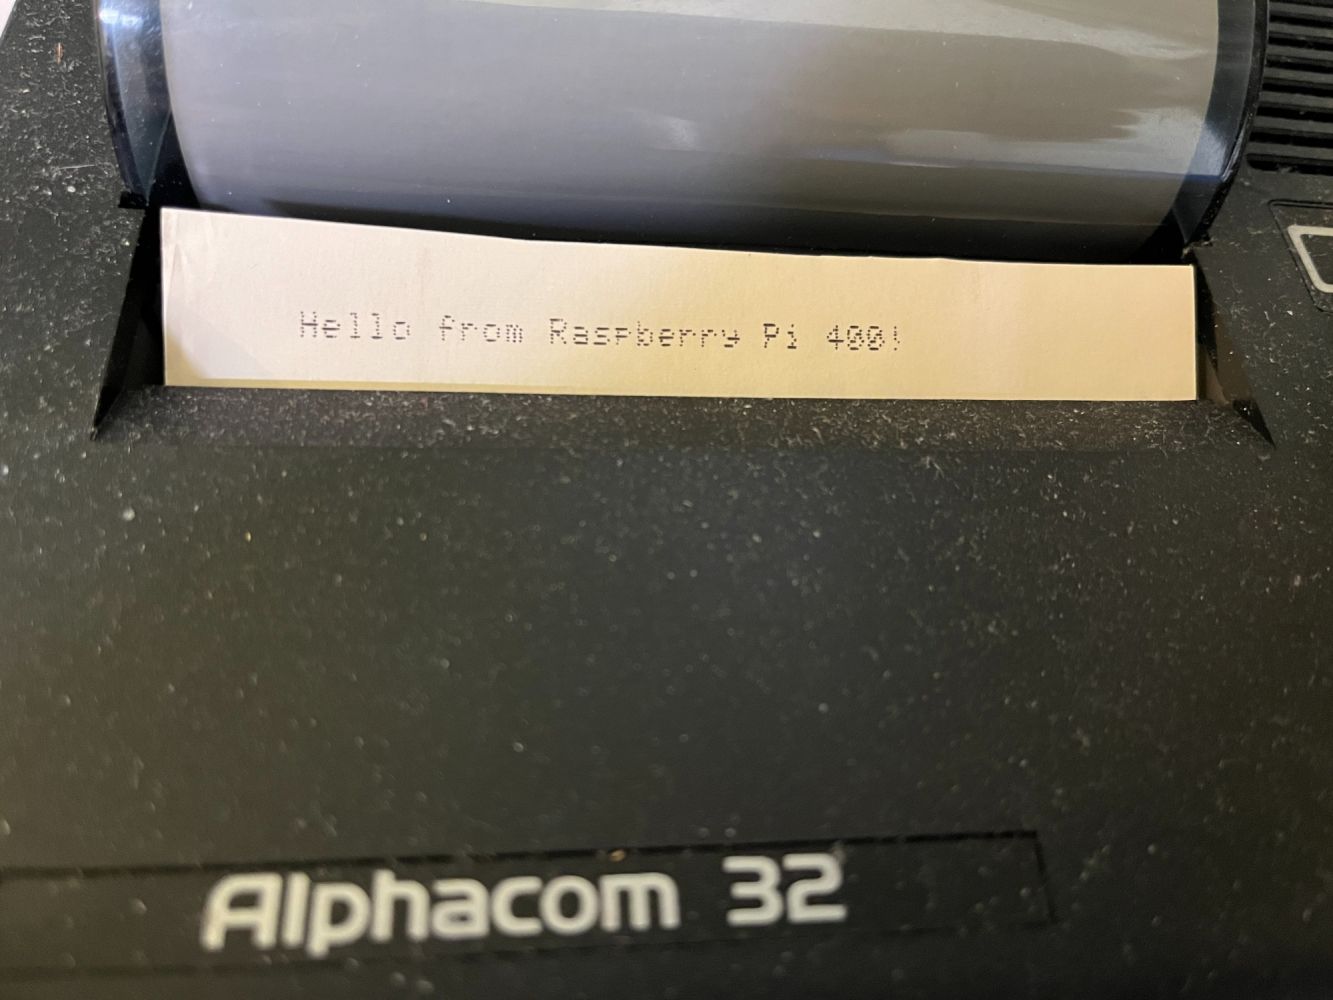 Hello from Raspberry Pi 400!
Alphacom 32